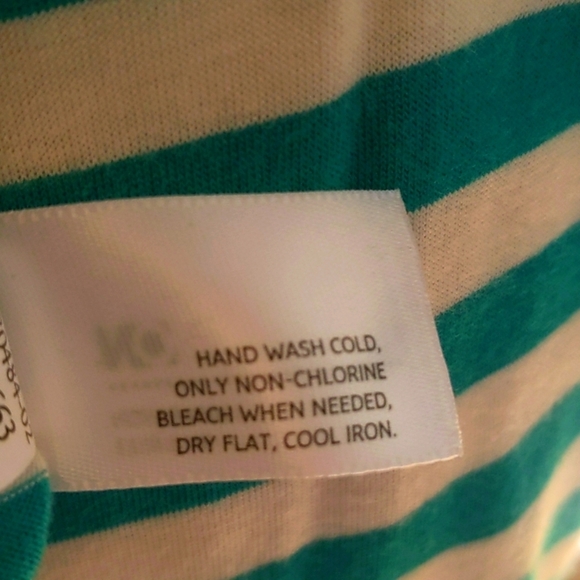 HAND WASH COLD,
ONLY NON-CHLORINE
BLEACH WHEN NEEDED,
DRY FLAT, COOL IRON.